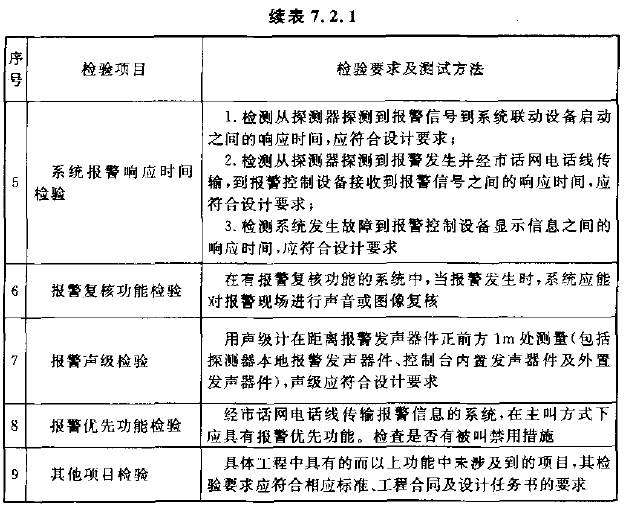 续表 7.2.1
序号
检验项目
检验要求及测试方法
5
系统报警响应时间
检验
1. 检测从探测器探测到报警信号到系统联动设备启动
之间的响应时间,应符合设计要求;
2. 检测从探测器探测到报警发生并经市话网电话线传
输,到报警控制设备接收到报警信号之间的响应时间,应
符合设计要求;
3. 检测系统发生故障到报警控制设备显示信息之间的
响应时间,应符合设计要求
6
报警复核功能检验
在有报警复核功能的系统中,当报警发生时,系统应能
对报警现场进行声音或图像复核
7
报警声级检验
用声级计在距离报警发声器件正前方 1m 处测量(包括
探测器本地报警发声器件、控制台内置发声器件及外置
发声器件),声级应符合设计要求
8
报警优先功能检验
经市话网电话线传输报警信息的系统,在主叫方式下
应具有报警优先功能。检查是否有被叫禁用措施
9
其他项目检验
具体工程中具有的而以上功能中未涉及到的项目,其检
验要求应符合相应标准、工程合同及设计任务书的要求